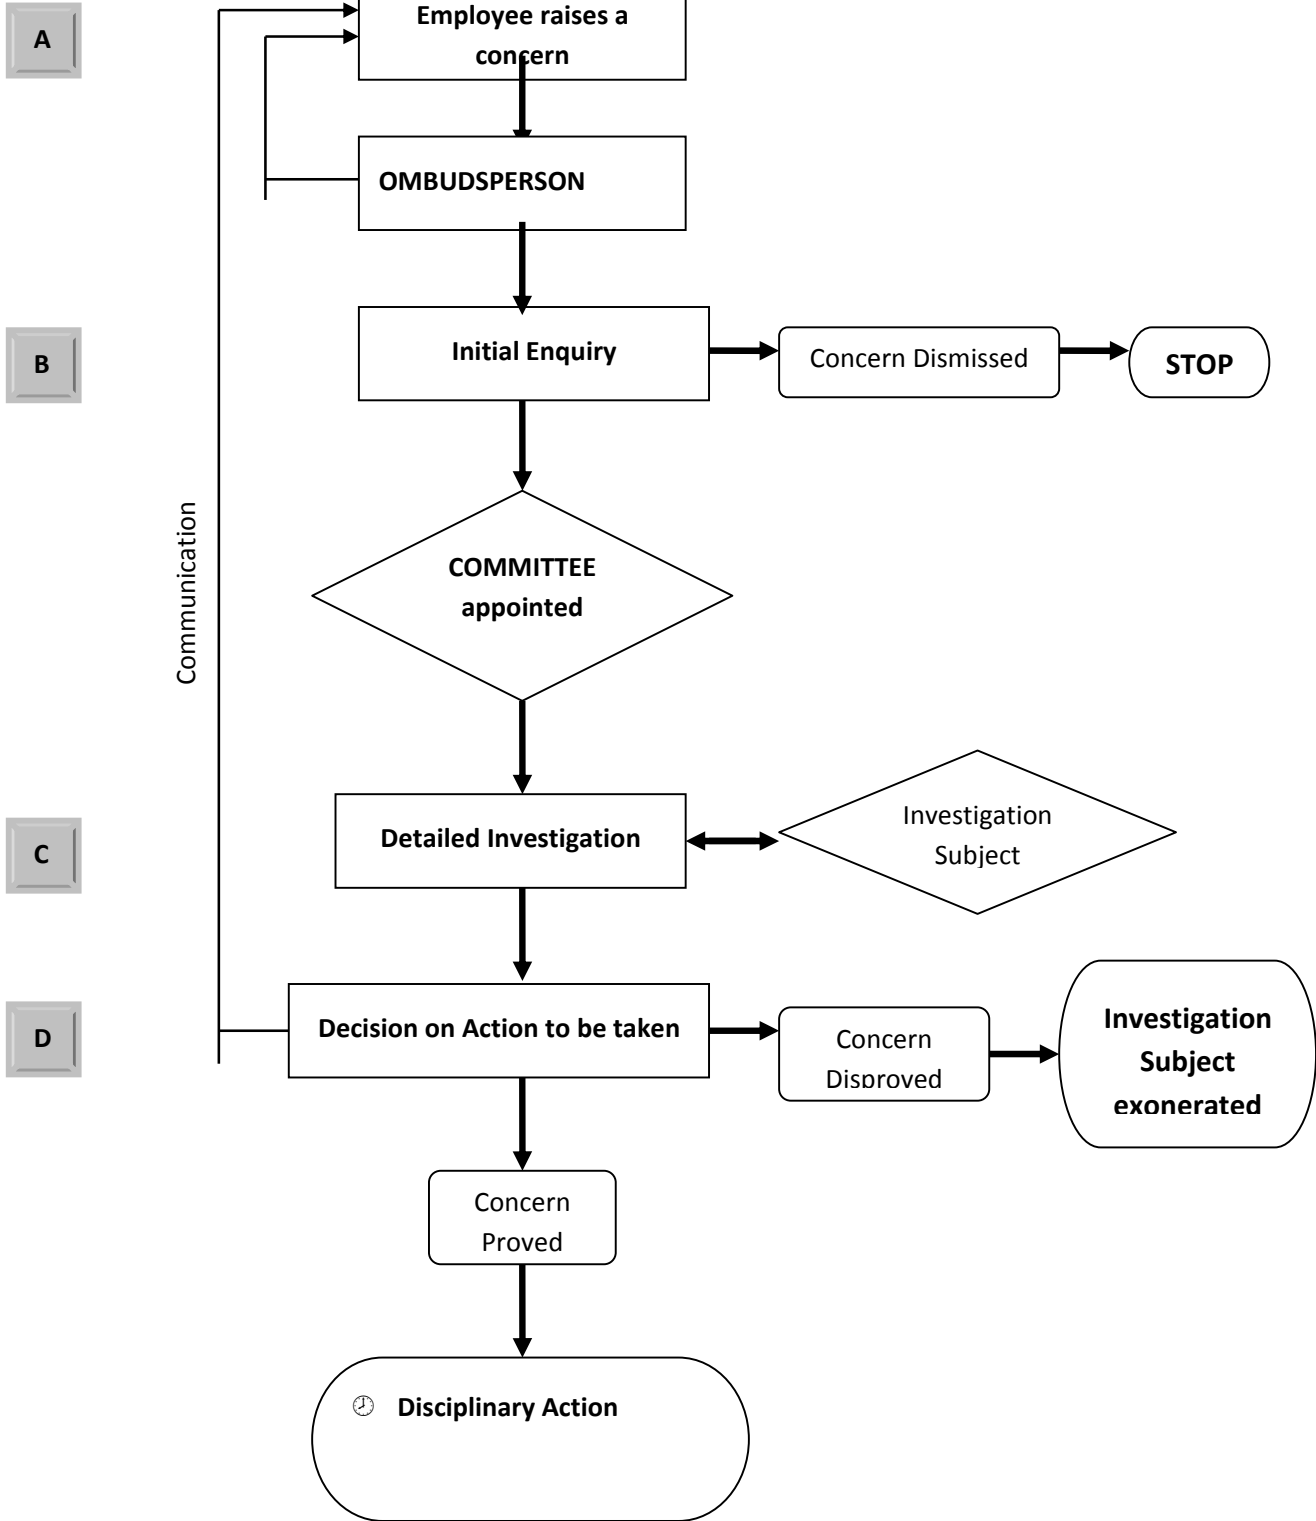 A
Employee raises a
concern
OMBUDSPERSON
B
Initial Enquiry
Concern Dismissed
STOP
Communication
COMMITTEE
appointed
C
Detailed Investigation
Investigation
Subject
D
Decision on Action to be taken
Concern
Disproved
Investigation
Subject
exonerated
Concern
Proved
Disciplinary Action